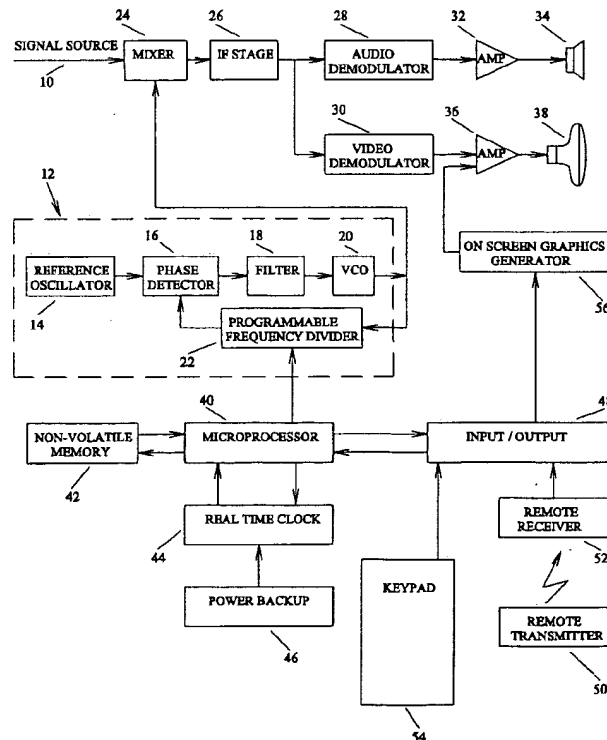 24
26
28
32
34
SIGNAL SOURCE
MIXER
IF STAGE
AUDIO
DEMODULATOR
AMP
10
30
36
38
VIDEO
DEMODULATOR
AMP
12
16
18
20
REFERENCE
OSCILLATOR
PHASE
DETECTOR
FILTER
VCO
ON SCREEN GRAPHICS
GENERATOR
14
PROGRAMMABLE
FREQUENCY DIVIDER
22
56
40
NON-VOLATILE
MEMORY
MICROPROCESSOR
INPUT / OUTPUT
42
REAL TIME CLOCK
44
REMOTE
RECEIVER
52
POWER BACKUP
KEYPAD
46
REMOTE
TRANSMITTER
50
54